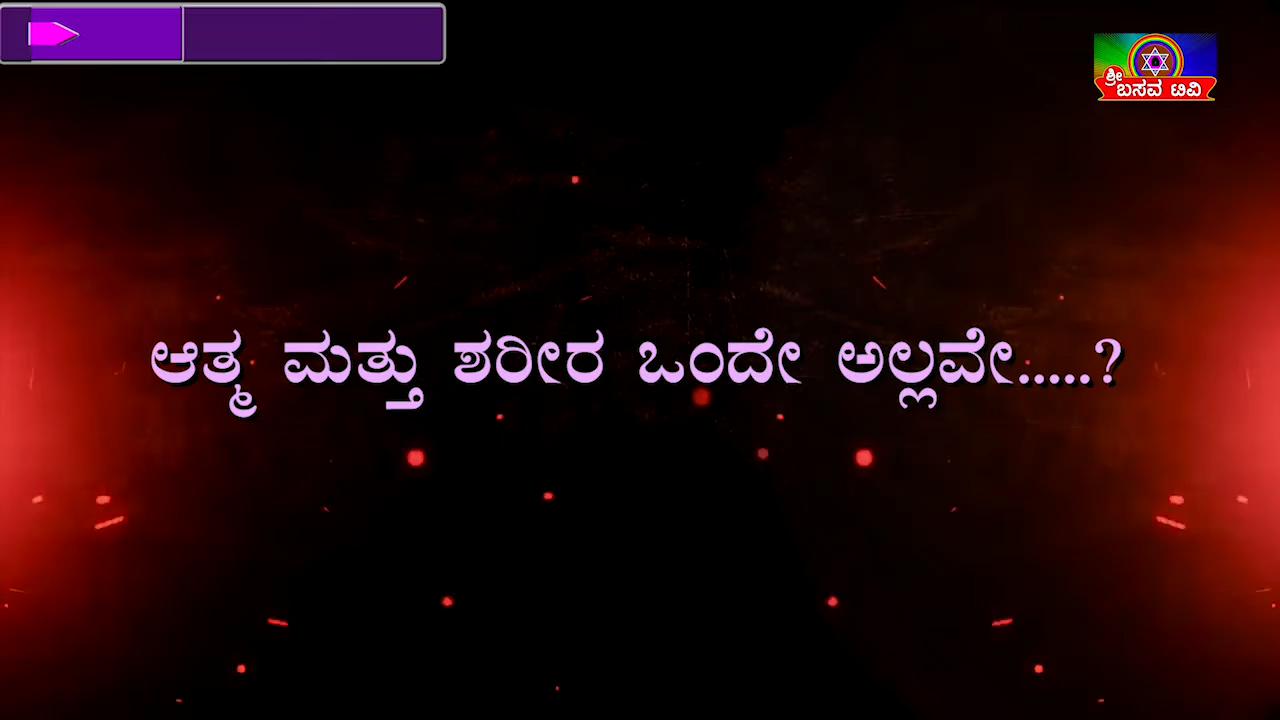 ಶ್ರೀ
ಬಸವ ಟಿವಿ
ಆತ್ಮ ಮತ್ತು ಶರೀರ ಒಂದೇ ಅಲ್ಲವೇ.....?